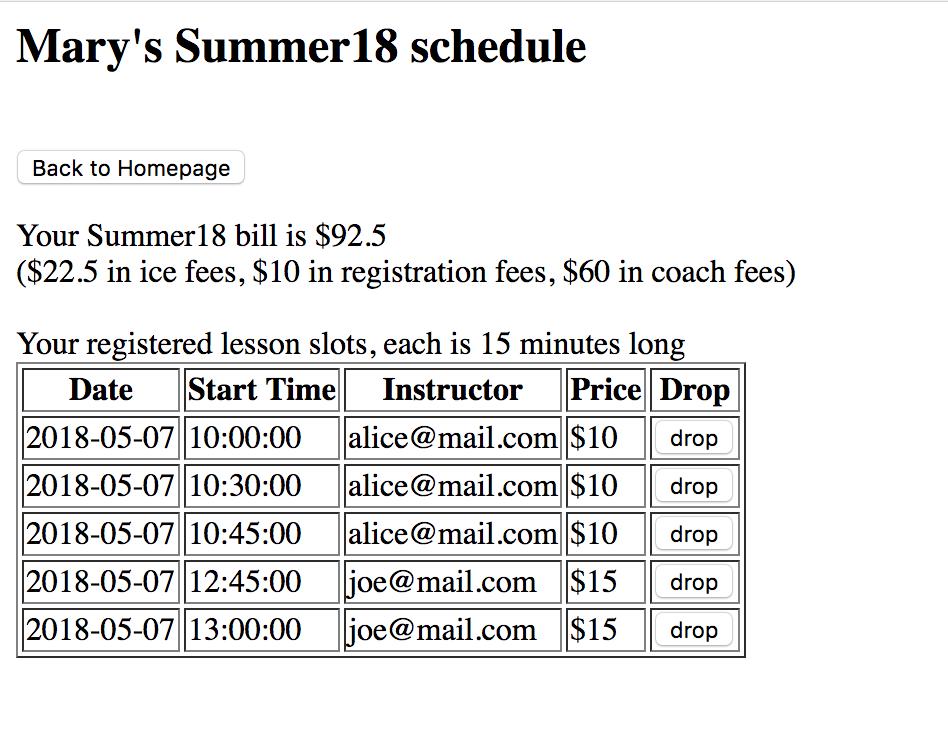 Mary's Summer18 schedule
Back to Homepage
Your Summer18 bill is $92.5
($22.5 in ice fees, $10 in registration fees, $60 in coach fees)
Your registered lesson slots, each is 15 minutes long
Date Start Time Instructor Price Drop
2018-05-07 10:00:00 alice@mail.com $10 drop
2018-05-07 10:30:00 alice@mail.com $10 drop
2018-05-07 10:45:00 alice@mail.com $10 drop
2018-05-07 12:45:00 joe@mail.com $15 drop
2018-05-07 13:00:00 joe@mail.com $15 drop